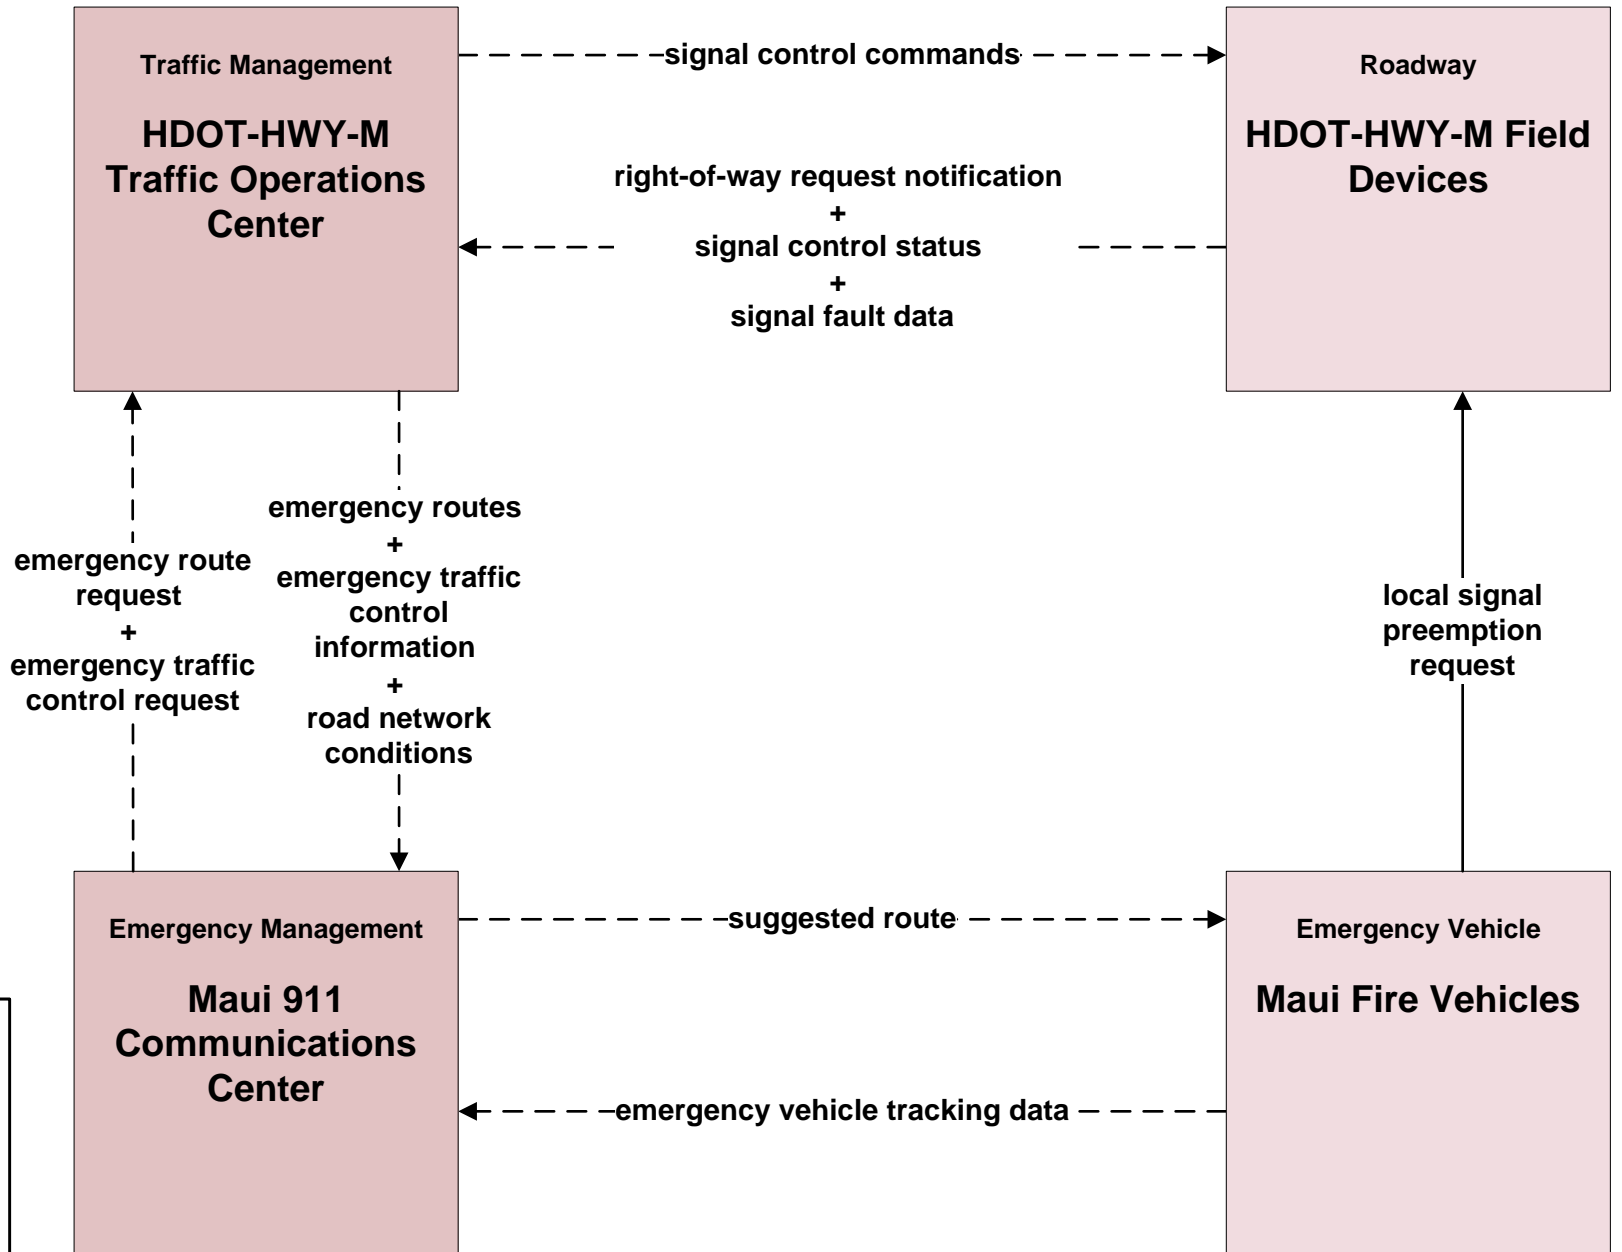 Traffic Management
HDOT-HWY-M
Traffic Operations
Center
signal control commands
Roadway
HDOT-HWY-M Field
Devices
right-of-way request notification
+
signal control status
+
signal fault data
emergency route
request
+
emergency traffic
control request
emergency routes
+
emergency traffic
control
information
+
road network
conditions
local signal
preemption
request
Emergency Management
Maui 911
Communications
Center
suggested route
Emergency Vehicle
Maui Fire Vehicles
emergency vehicle tracking data